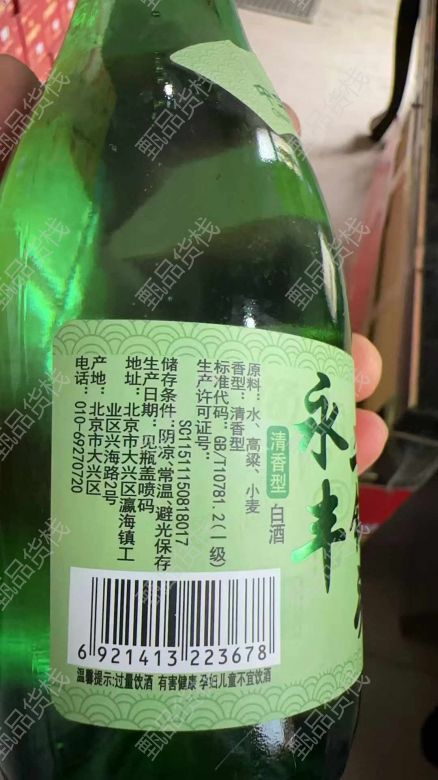 永丰
清香型
白酒
原料：水、高粱、小麦
香型：清香型
标准代码：GB/T10781.2(一级)
生产许可证号：
SC11511150818017
储存条件：阴凉、常温、避光保存
生产日期：见瓶盖喷码
地址：北京市大兴区瀛海镇工
业区兴海路2号
产地：北京市大兴区
电话：010-69270720
6 921413 223678
温馨提示:过量饮酒 有害健康 孕妇儿童不宜饮酒
甄品货栈